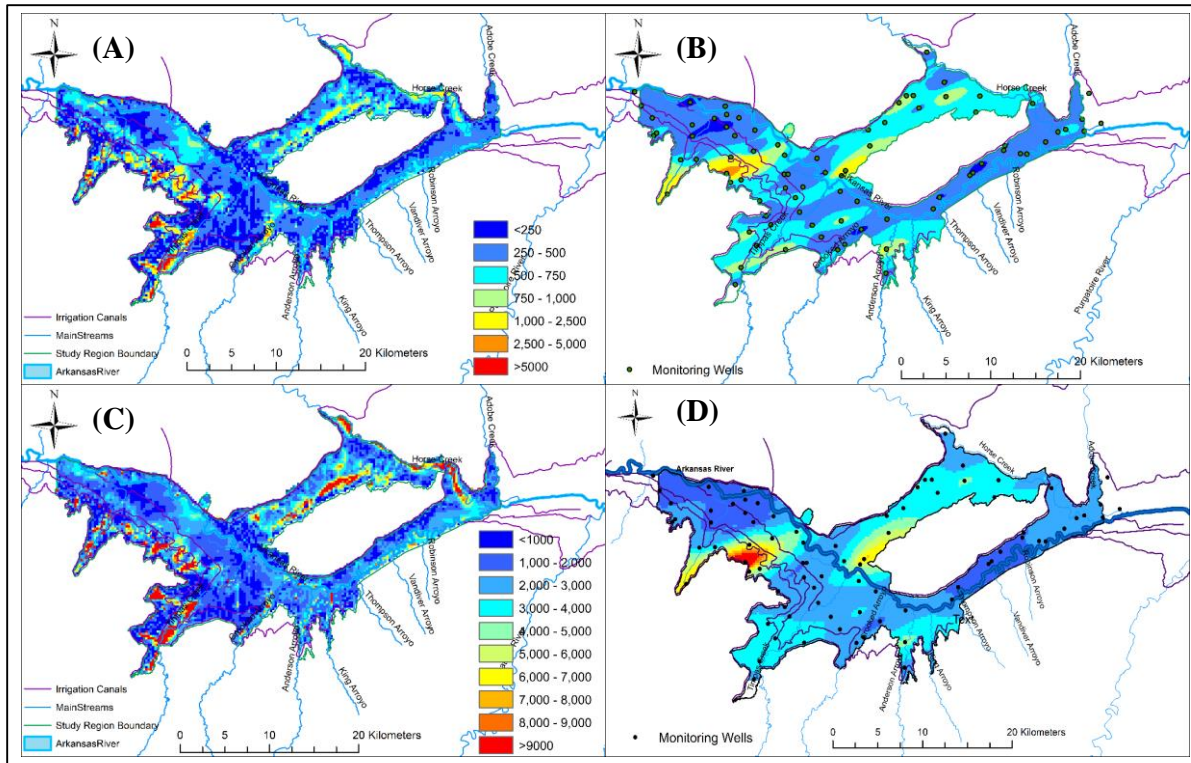 (A)
N
Adobe Creek
Horse Creek
River
Robinson Arroyo
Vandiver Arroyo
Thompson Arroyo
King Arroyo
Anderson Arroyo
<250
250 - 500
500 - 750
750 - 1,000
1,000 - 2,500
2,500 - 5,000
>5000
Irrigation Canals
MainStreams
Study Region Boundary
ArkansasRiver
0 5 10 20 Kilometers
(B)
N
Adobe Creek
Horse Creek
River
Robinson Arroyo
Vandiver Arroyo
Thompson Arroyo
King Arroyo
Anderson Arroyo
Purgatoire River
Monitoring Wells
0 5 10 20 Kilometers
(C)
N
Adobe Creek
Horse Creek
River
Robinson Arroyo
Vandiver Arroyo
Thompson Arroyo
King Arroyo
Anderson Arroyo
<1000
1,000 - 2,000
2,000 - 3,000
3,000 - 4,000
4,000 - 5,000
5,000 - 6,000
6,000 - 7,000
7,000 - 8,000
8,000 - 9,000
>9000
Irrigation Canals
MainStreams
Study Region Boundary
ArkansasRiver
0 5 10 20 Kilometers
(D)
N
Arkansas River
Horse Creek
Robinson Arroyo
Vandiver Arroyo
Anderson Arroyo
Monitoring Wells
0 5 10 20 Kilometers